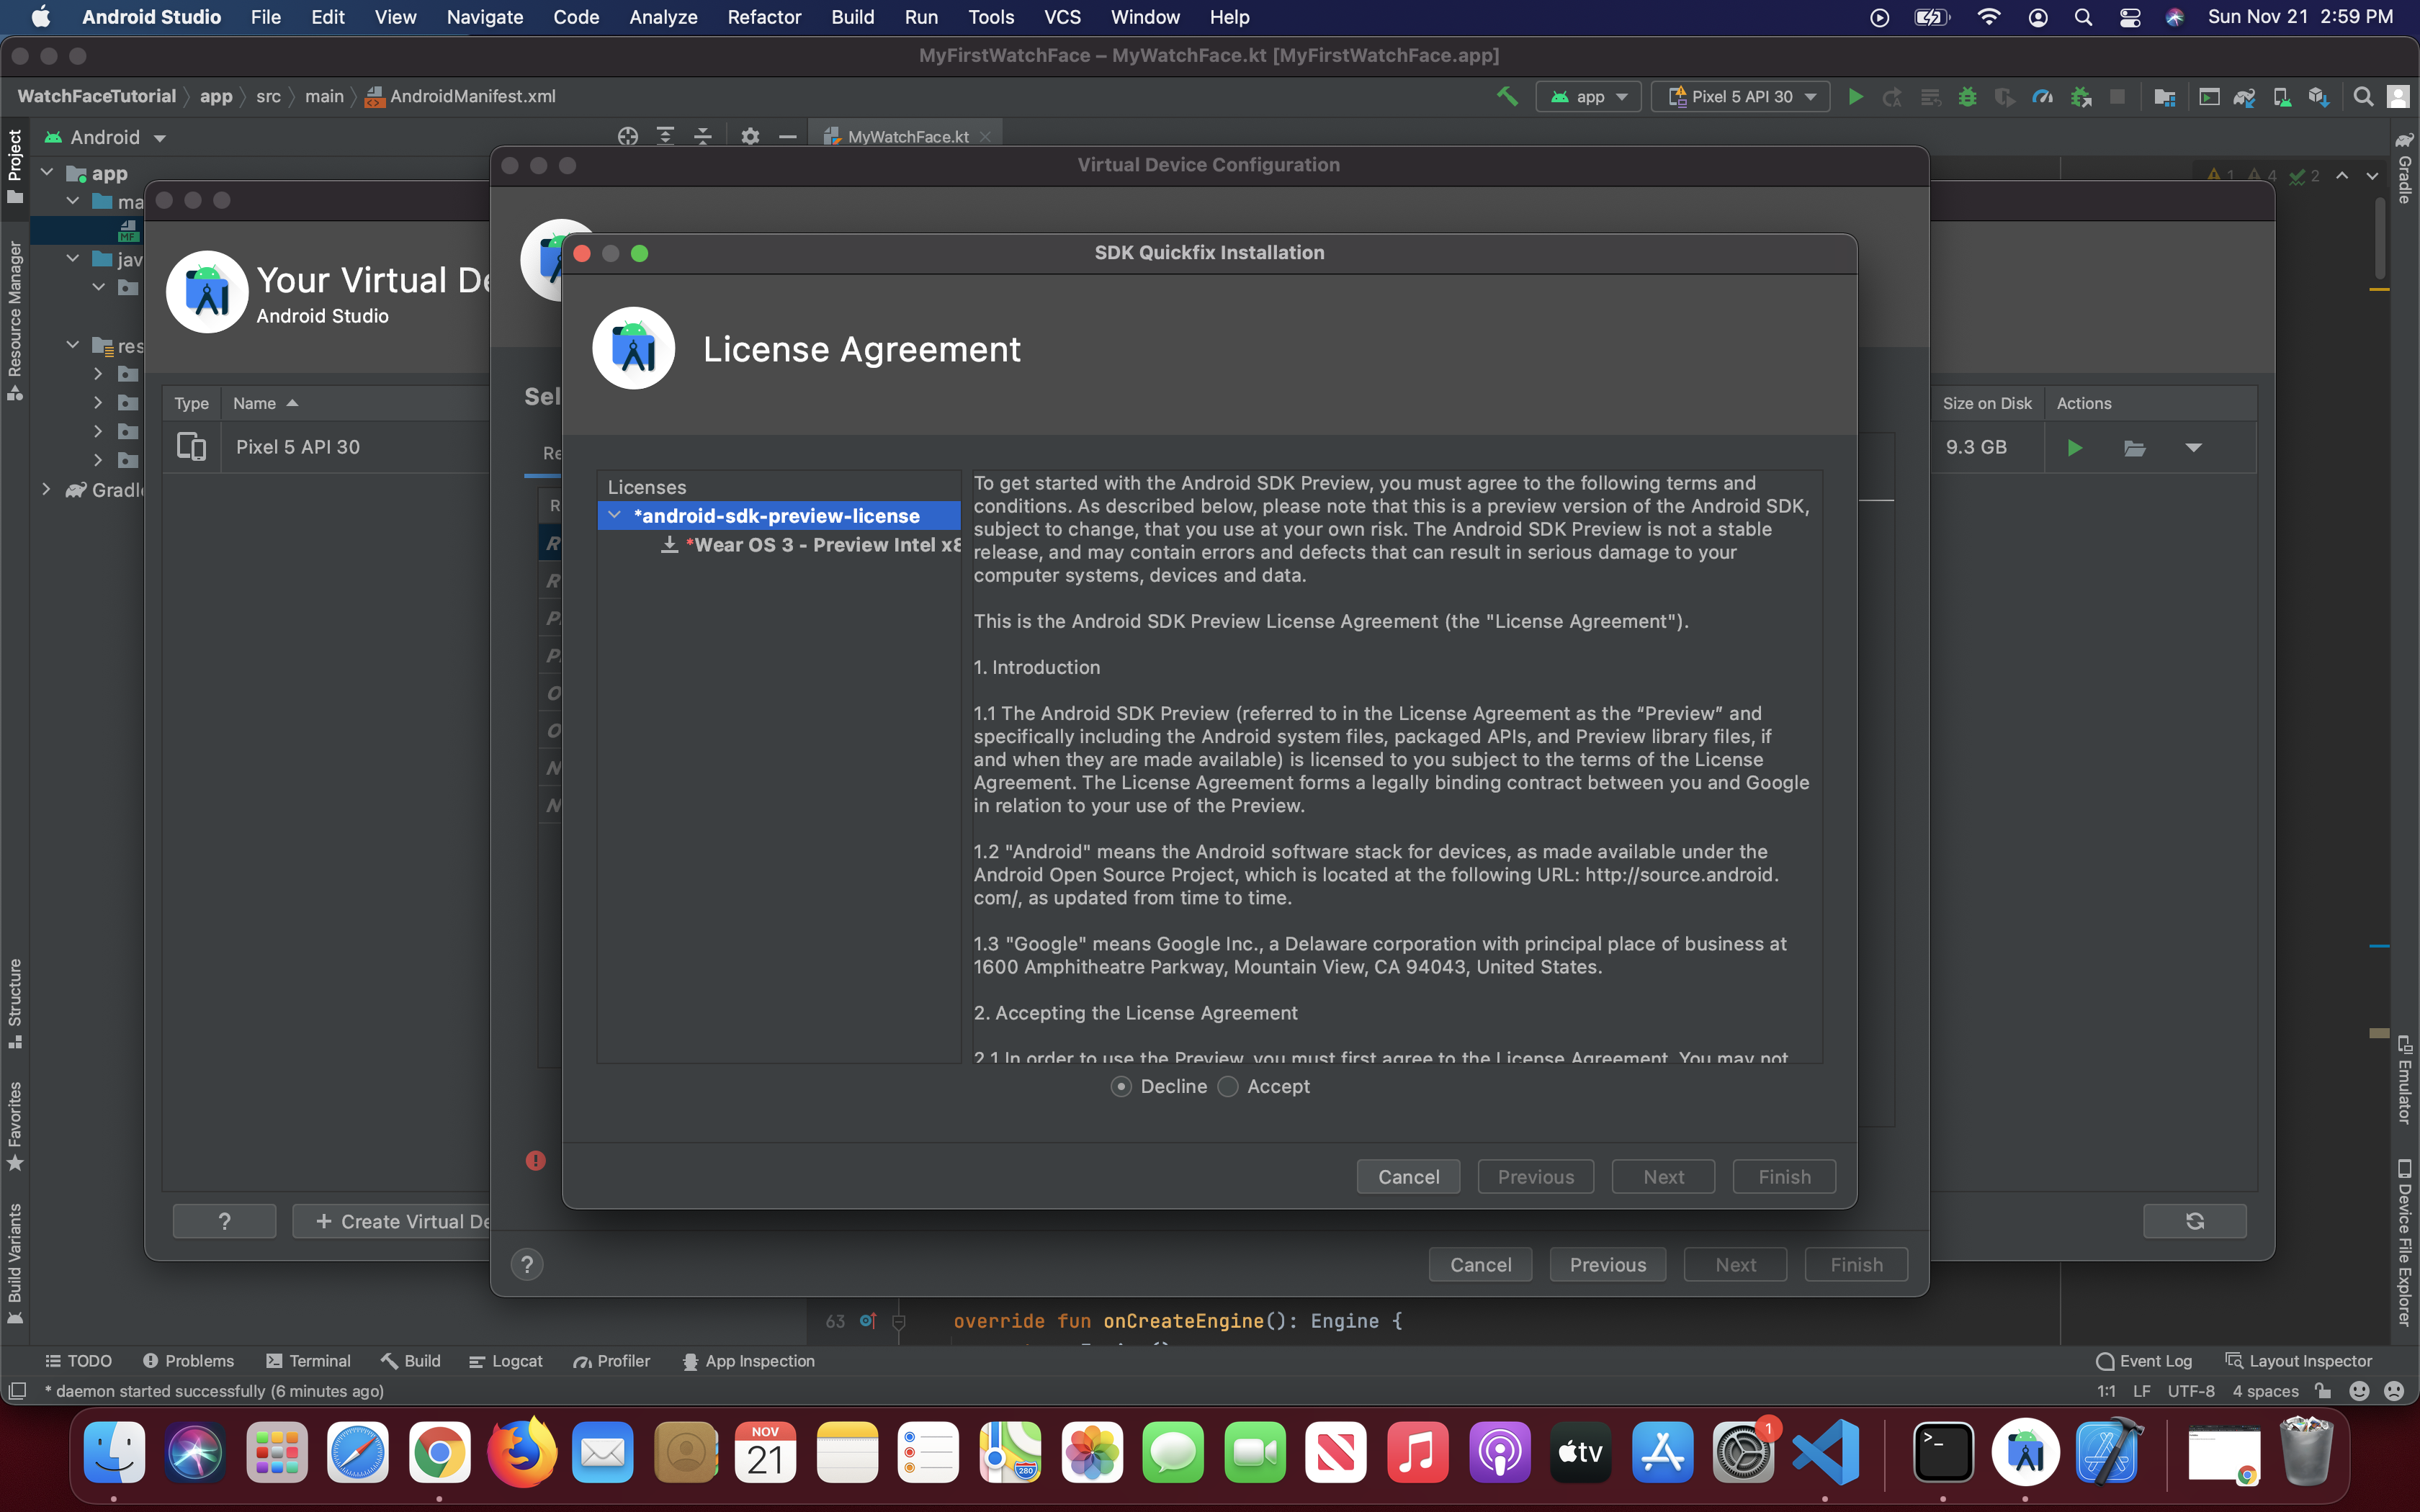 Android Studio File Edit View Navigate Code Analyze Refactor Build Run Tools VCS Window Help Sun Nov 21 2:59 PM
MyFirstWatchFace – MyWatchFace.kt [MyFirstWatchFace.app]
WatchFaceTutorial app src main AndroidManifest.xml app Pixel 5 API 30
Project
Android
MyWatchFace.kt
Gradle
Virtual Device Configuration
app
1 4 2
ma
jav
res
Gradle
Resource Manager
Your Virtual De
Android Studio
SDK Quickfix Installation
License Agreement
Sel
Re
Type Name
Size on Disk Actions
Pixel 5 API 30
9.3 GB
R
R
R
P
P
O
O
N
N
Licenses
*android-sdk-preview-license
*Wear OS 3 - Preview Intel x8
To get started with the Android SDK Preview, you must agree to the following terms and
conditions. As described below, please note that this is a preview version of the Android SDK,
subject to change, that you use at your own risk. The Android SDK Preview is not a stable
release, and may contain errors and defects that can result in serious damage to your
computer systems, devices and data.
This is the Android SDK Preview License Agreement (the "License Agreement").
1. Introduction
1.1 The Android SDK Preview (referred to in the License Agreement as the “Preview” and
specifically including the Android system files, packaged APIs, and Preview library files, if
and when they are made available) is licensed to you subject to the terms of the License
Agreement. The License Agreement forms a legally binding contract between you and Google
in relation to your use of the Preview.
1.2 "Android" means the Android software stack for devices, as made available under the
Android Open Source Project, which is located at the following URL: http://source.android.
com/, as updated from time to time.
1.3 "Google" means Google Inc., a Delaware corporation with principal place of business at
1600 Amphitheatre Parkway, Mountain View, CA 94043, United States.
2. Accepting the License Agreement
2.1 In order to use the Preview, you must first agree to the License Agreement. You may not
Decline Accept
Cancel Previous Next Finish
Structure
Favorites
Build Variants
Emulator
Device File Explorer
? + Create Virtual De
? Cancel Previous Next Finish
63 override fun onCreateEngine(): Engine {
TODO Problems Terminal Build Logcat Profiler App Inspection Event Log Layout Inspector
* daemon started successfully (6 minutes ago) 1:1 LF UTF-8 4 spaces
NOV
21
280
tv
1